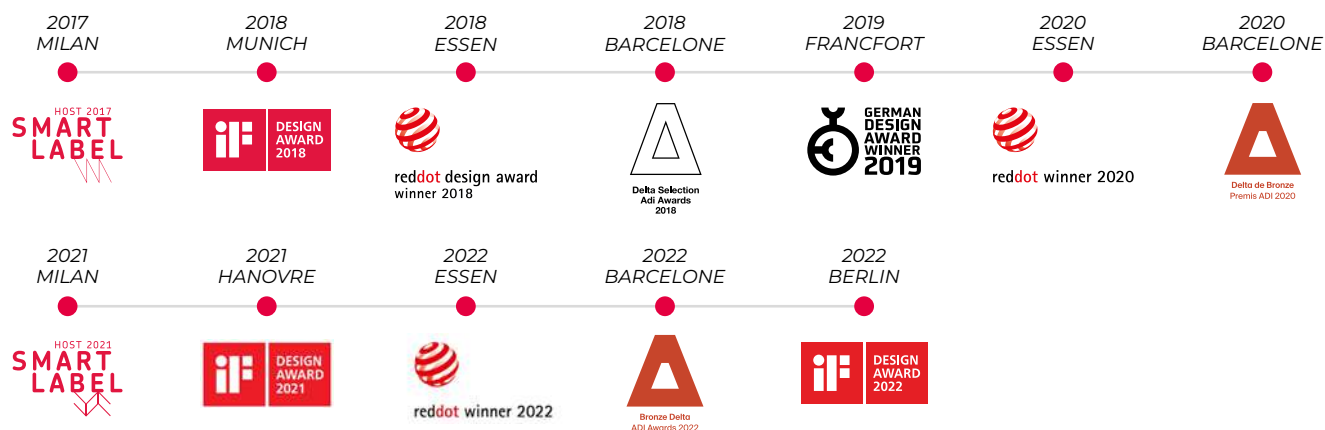 2017
MILAN
2018
MUNICH
2018
ESSEN
2018
BARCELONE
2019
FRANCFORT
2020
ESSEN
2020
BARCELONE
HOST 2017
SMART
LABEL
iF
DESIGN
AWARD
2018
reddot design award
winner 2018
Delta Selection
Adi Awards
2018
GERMAN
DESIGN
AWARD
WINNER
2019
reddot winner 2020
Delta de Bronze
Premis ADI 2020
2021
MILAN
2021
HANOVRE
2022
ESSEN
2022
BARCELONE
2022
BERLIN
HOST 2021
SMART
LABEL
iF
DESIGN
AWARD
2021
reddot winner 2022
Bronze Delta
ADI Awards 2022
iF
DESIGN
AWARD
2022